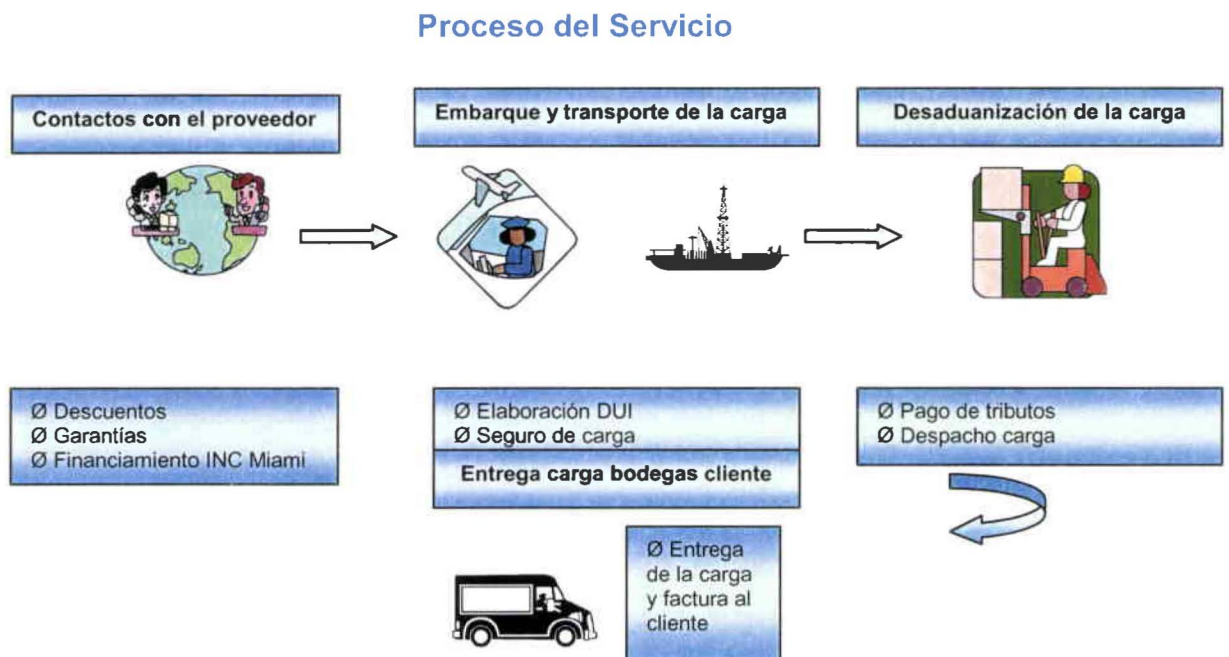 Proceso del Servicio
Contactos con el proveedor
Embarque y transporte de la carga
Desaduanización de la carga
Ø Descuentos
Ø Garantías
Ø Financiamiento INC Miami
Ø Elaboración DUI
Ø Seguro de carga
Ø Pago de tributos
Ø Despacho carga
Entrega carga bodegas cliente
Ø Entrega
de la carga
y factura al
cliente